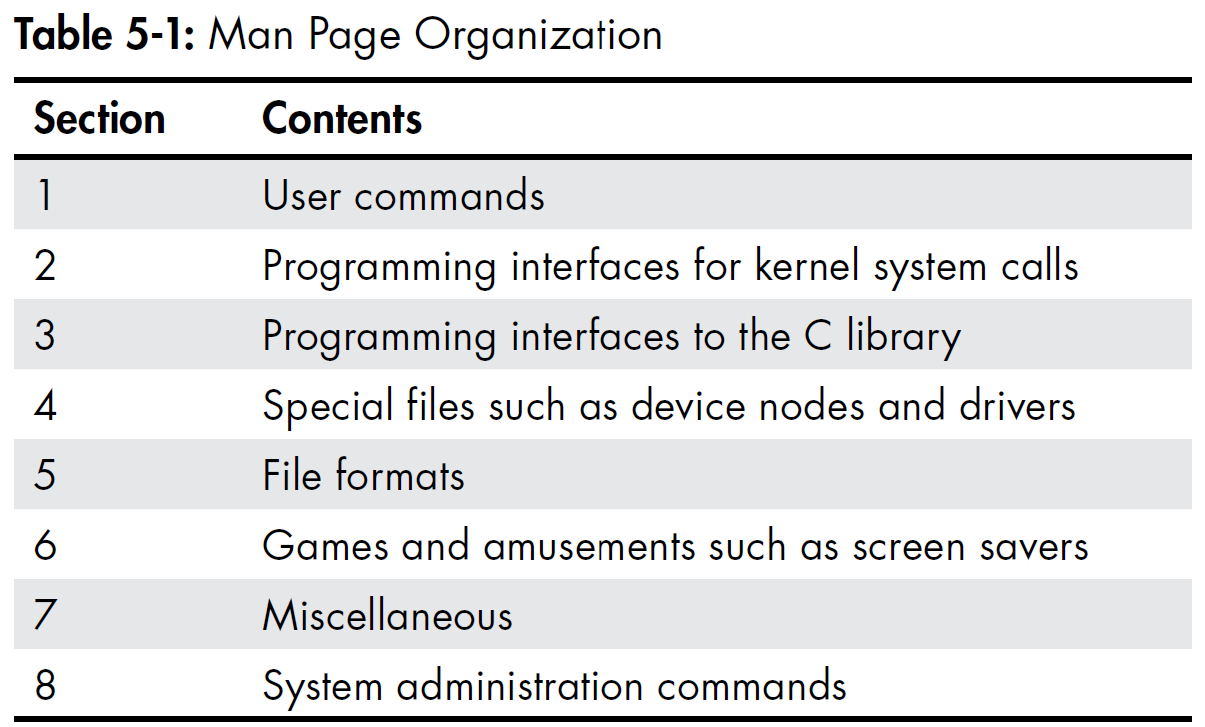 Table 5-1: Man Page Organization
Section Contents
1 User commands
2 Programming interfaces for kernel system calls
3 Programming interfaces to the C library
4 Special files such as device nodes and drivers
5 File formats
6 Games and amusements such as screen savers
7 Miscellaneous
8 System administration commands